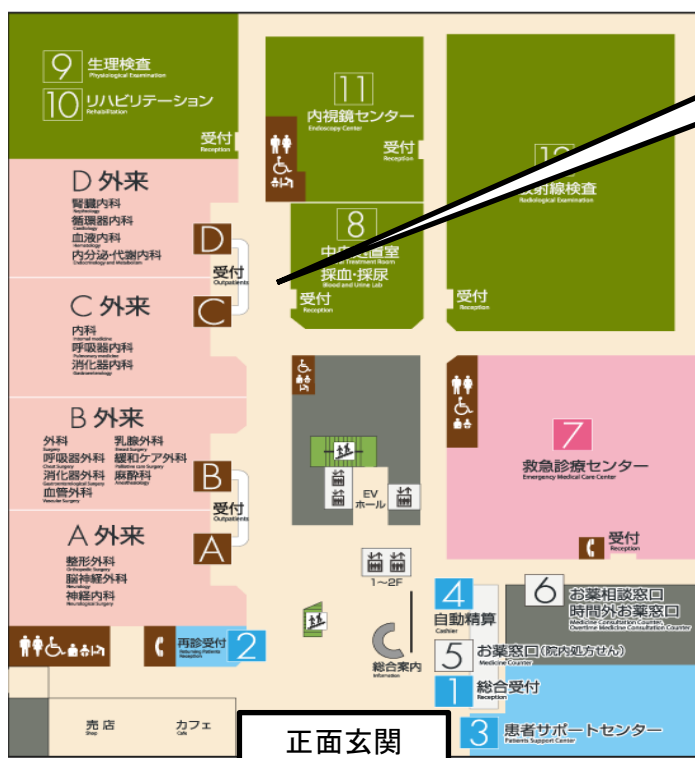 9 生理検査
Physiological Examination
10 リハビリテーション
Rehabilitation
受付
Reception
11
内視鏡センター
Endoscopy Center
放射線検査
Radiological Examination
D 外来
腎臓内科
Nephrology
循環器内科
Cardiology
血液内科
Hematology
内分泌・代謝内科
Endocrinology and Metabolism
D
受付
Outpatients
C
8
中央処置室
Treatment Room
採血・採尿
Blood and Urine Lab
受付
Reception
受付
Reception
C 外来
内科
Internal medicine
呼吸器内科
Pulmonary medicine
消化器内科
Gastroenterology
B 外来
外科
Surgery
呼吸器外科
Chest Surgery
消化器外科
Gastroenterological Surgery
血管外科
Vascular Surgery
乳腺外科
Breast Surgery
緩和ケア外科
Palliative care Surgery
麻酔科
Anesthesiology
B
受付
Outpatients
A
EV
ホール
7
救急診療センター
Emergency Medical Care Center
受付
Reception
A 外来
整形外科
Orthopedic Surgery
脳神経外科
Neurological Surgery
神経内科
1～2F
再診受付 2
Returning Patients
Reception
総合案内
Information
4
自動精算
Cashier
6 お薬相談窓口
時間外お薬窓口
Medicine Consultation Counter,
Overtime Medicine Consultation Counter
5 お薬窓口(院内処方せん)
Medicine Counter
1 総合受付
Reception
3 患者サポートセンター
Patients Support Center
売店
Shop
カフェ
Cafe
正面玄関